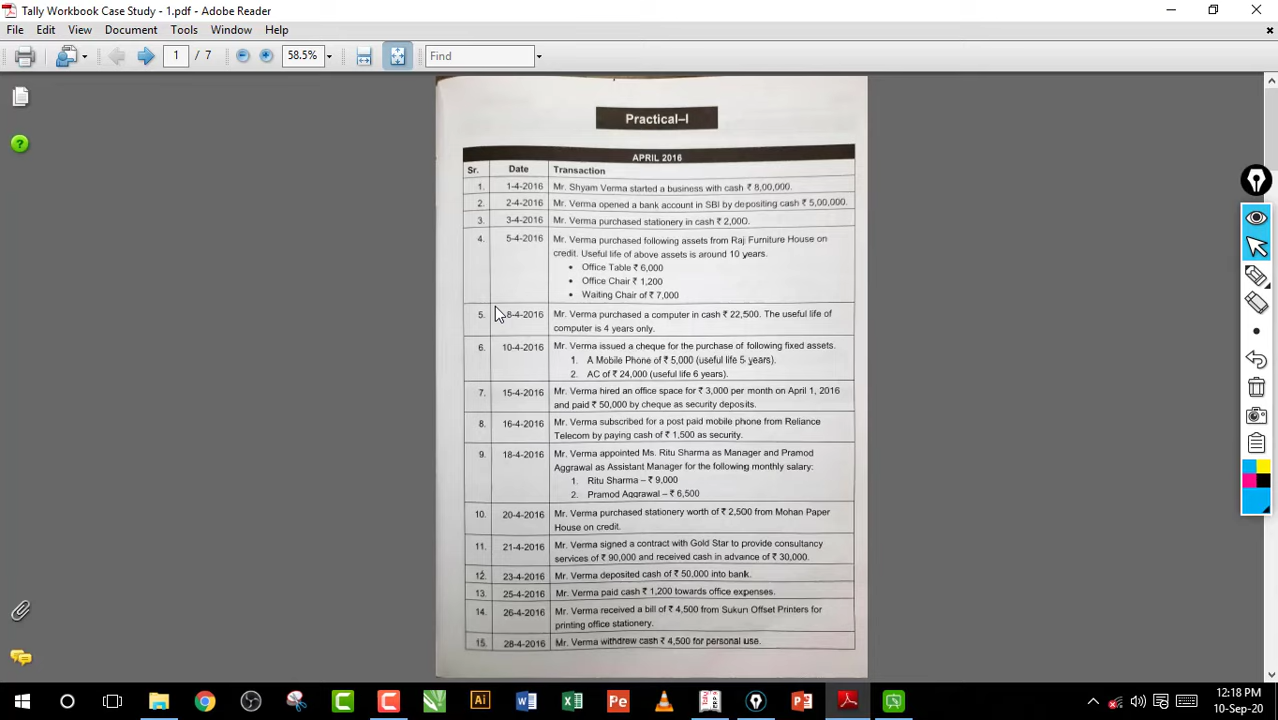 Tally Workbook Case Study - 1.pdf - Adobe Reader
File Edit View Document Tools Window Help
1 / 7 58.5% Find
Practical–I
APRIL 2016
Sr. Date Transaction
1. 1-4-2016 Mr. Shyam Verma started a business with cash ₹ 8,00,000.
2. 2-4-2016 Mr. Verma opened a bank account in SBI by depositing cash ₹ 5,00,000.
3. 3-4-2016 Mr. Verma purchased stationery in cash ₹ 2,000.
4. 5-4-2016 Mr. Verma purchased following assets from Raj Furniture House on
credit. Useful life of above assets is around 10 years.
• Office Table ₹ 6,000
• Office Chair ₹ 1,200
• Waiting Chair of ₹ 7,000
5. 8-4-2016 Mr. Verma purchased a computer in cash ₹ 22,500. The useful life of
computer is 4 years only.
6. 10-4-2016 Mr. Verma issued a cheque for the purchase of following fixed assets.
1. A Mobile Phone of ₹ 5,000 (useful life 5 years).
2. AC of ₹ 24,000 (useful life 6 years).
7. 15-4-2016 Mr. Verma hired an office space for ₹ 3,000 per month on April 1, 2016
and paid ₹ 50,000 by cheque as security deposits.
8. 16-4-2016 Mr. Verma subscribed for a post paid mobile phone from Reliance
Telecom by paying cash of ₹ 1,500 as security.
9. 18-4-2016 Mr. Verma appointed Ms. Ritu Sharma as Manager and Pramod
Aggrawal as Assistant Manager for the following monthly salary:
1. Ritu Sharma – ₹ 9,000
2. Pramod Aggrawal – ₹ 6,500
10. 20-4-2016 Mr. Verma purchased stationery worth of ₹ 2,500 from Mohan Paper
House on credit.
11. 21-4-2016 Mr. Verma signed a contract with Gold Star to provide consultancy
services of ₹ 90,000 and received cash in advance of ₹ 30,000.
12. 23-4-2016 Mr. Verma deposited cash of ₹ 50,000 into bank.
13. 25-4-2016 Mr. Verma paid cash ₹ 1,200 towards office expenses.
14. 26-4-2016 Mr. Verma received a bill of ₹ 4,500 from Sukun Offset Printers for
printing office stationery.
15. 28-4-2016 Mr. Verma withdrew cash ₹ 4,500 for personal use.
12:18 PM
10-Sep-20